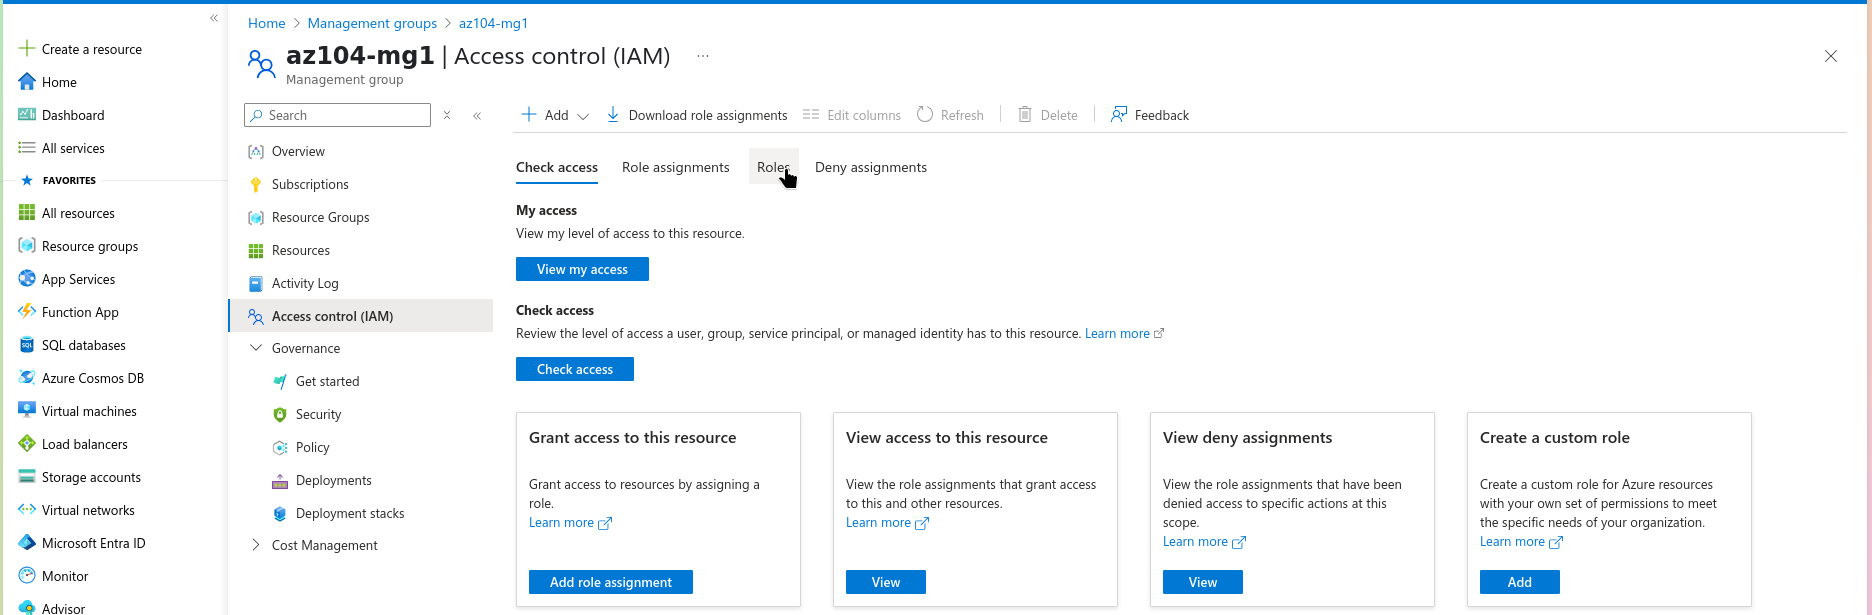 Home > Management groups > az104-mg1
az104-mg1 | Access control (IAM) ...
Management group
Create a resource
Home
Dashboard
All services
FAVORITES
All resources
Resource groups
App Services
Function App
SQL databases
Azure Cosmos DB
Virtual machines
Load balancers
Storage accounts
Virtual networks
Microsoft Entra ID
Monitor
Advisor
Search
Overview
Subscriptions
Resource Groups
Resources
Activity Log
Access control (IAM)
Governance
Get started
Security
Policy
Deployments
Deployment stacks
Cost Management
Add Download role assignments Edit columns Refresh Delete Feedback
Check access Role assignments Roles Deny assignments
My access
View my level of access to this resource.
View my access
Check access
Review the level of access a user, group, service principal, or managed identity has to this resource. Learn more
Check access
Grant access to this resource
Grant access to resources by assigning a
role.
Learn more
Add role assignment
View access to this resource
View the role assignments that grant access
to this and other resources.
Learn more
View
View deny assignments
View the role assignments that have been
denied access to specific actions at this
scope.
Learn more
View
Create a custom role
Create a custom role for Azure resources
with your own set of permissions to meet
the specific needs of your organization.
Learn more
Add